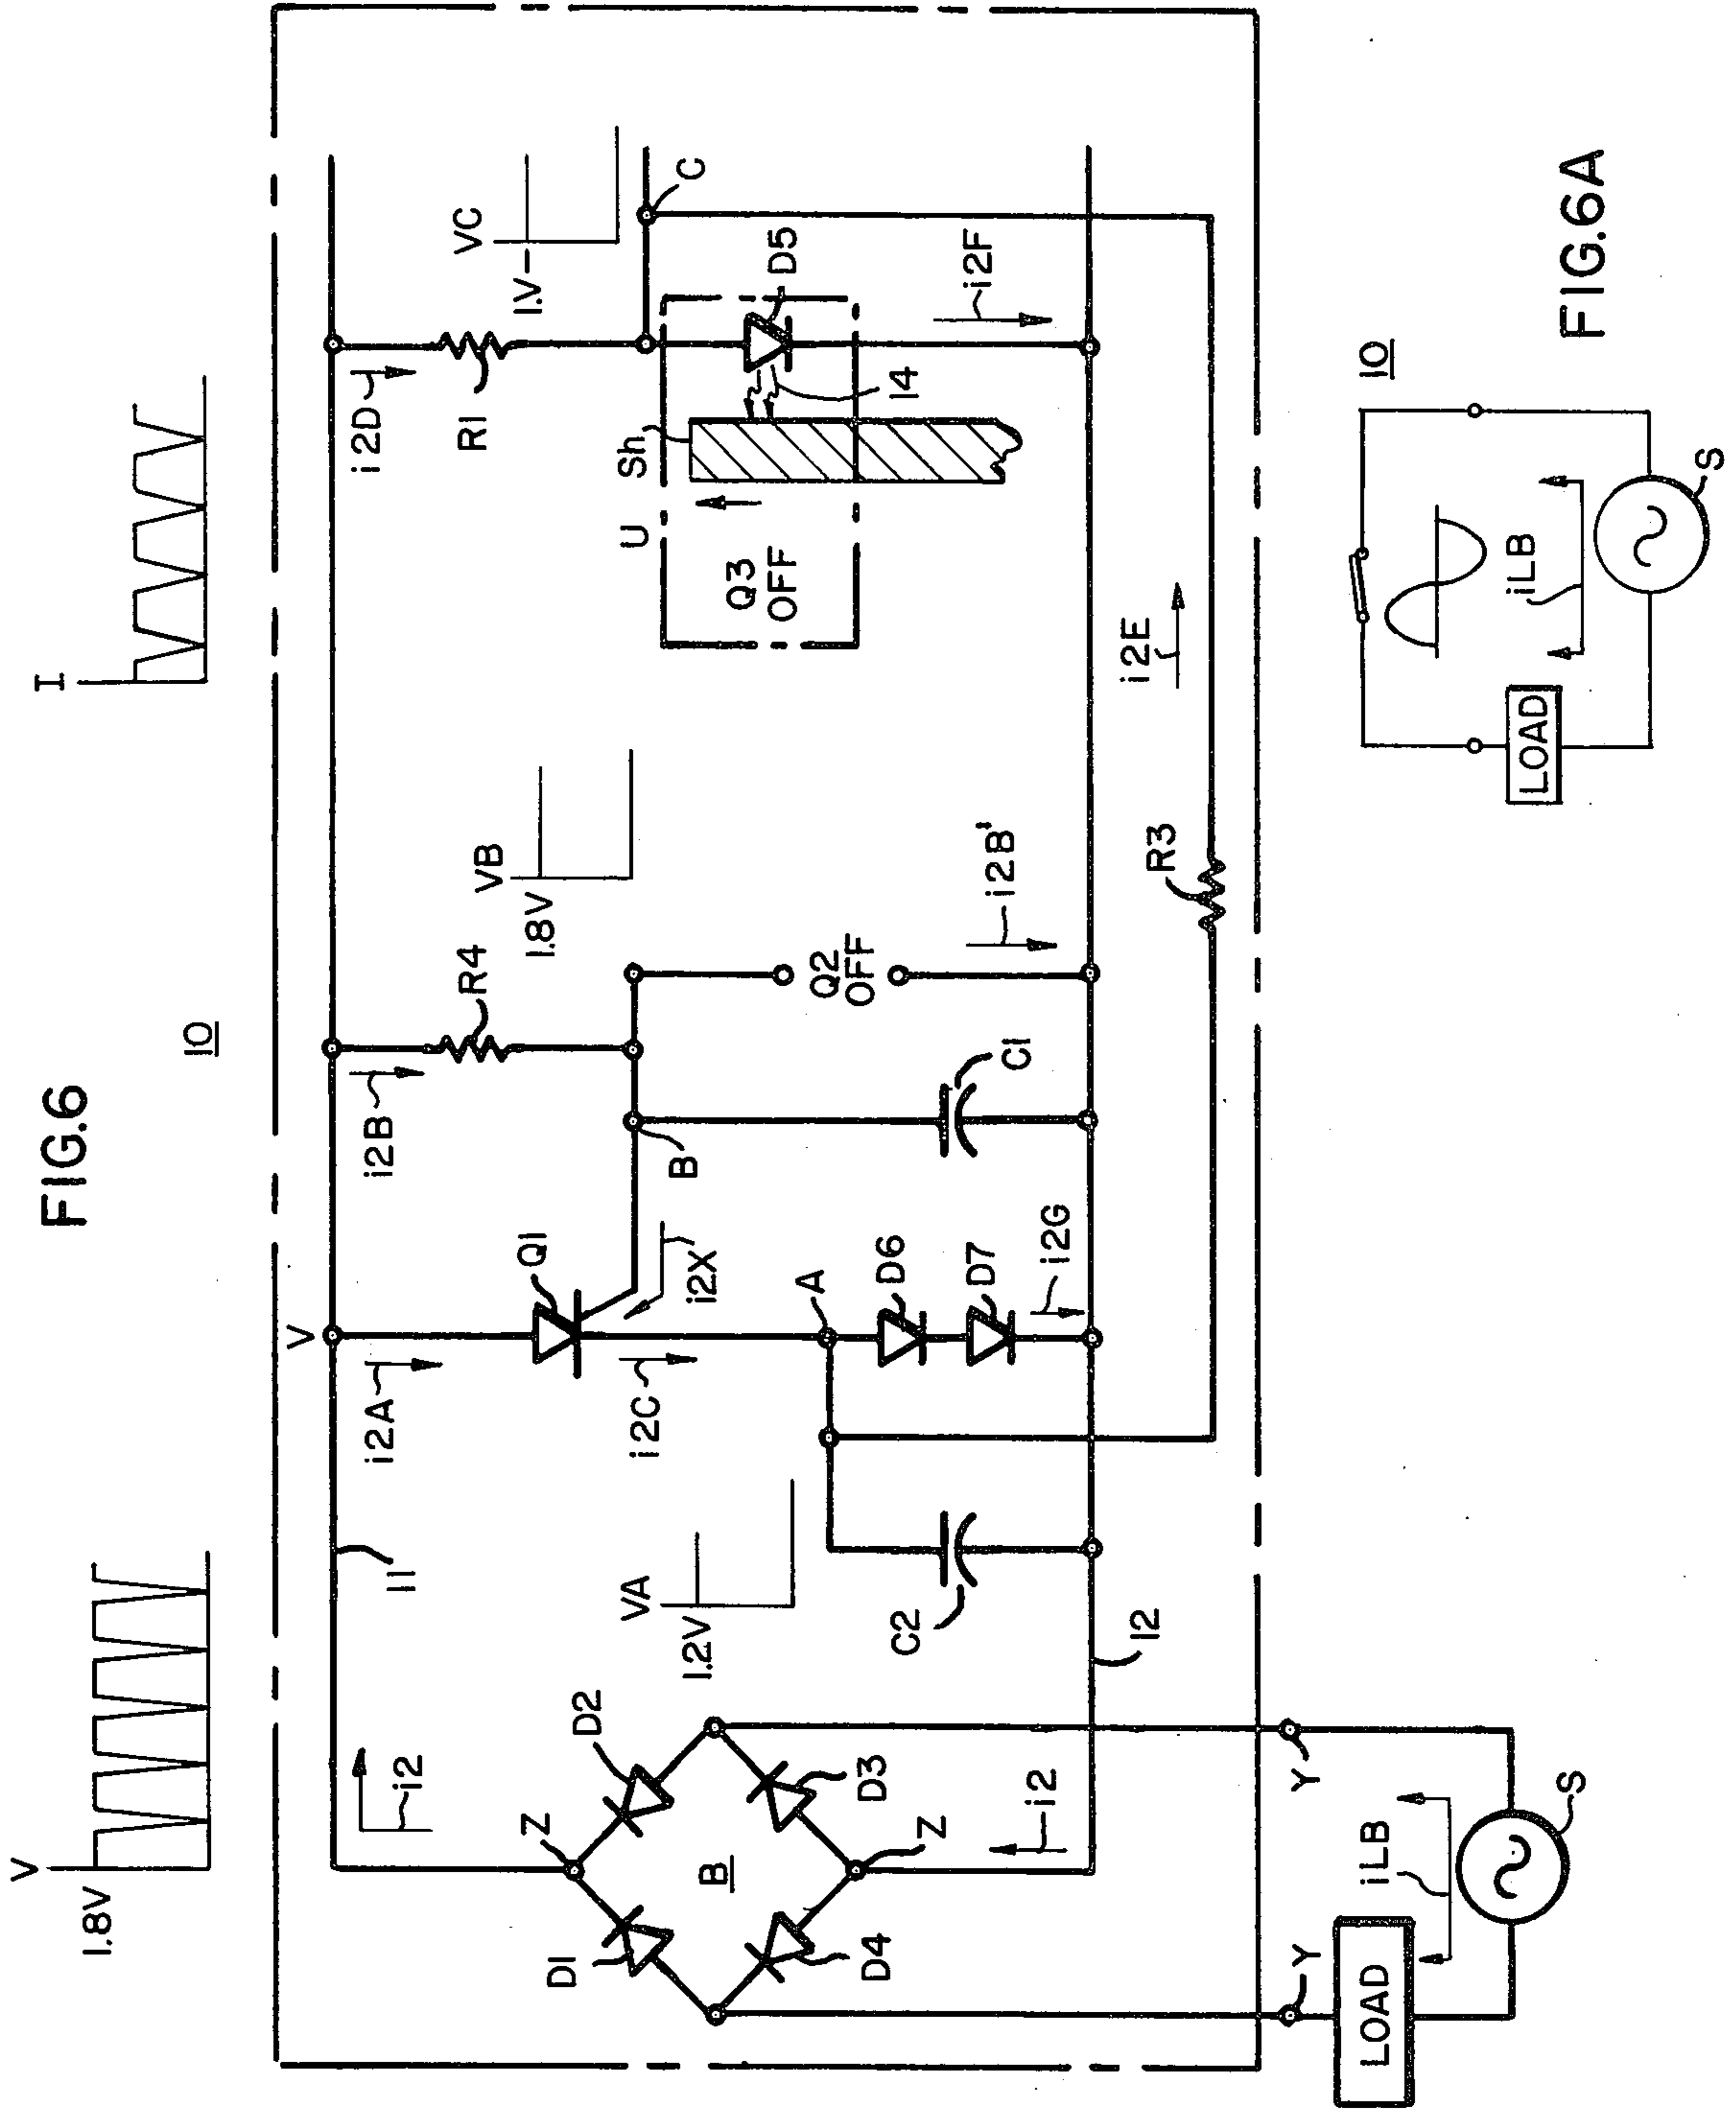 FIG.6
10
V
1.8V
I
V
11
i2
i2A
i2B
i2D
Q1
R4
R1
VB
1.8V
VC
1.V
C
i2X
B
i2C
VA
1.2V
A
D6
D7
i2G
C2
C1
Q2
OFF
i2B'
U
Sh
Q3
OFF
D5
14
i2F
Z
D2
D1
B
D3
D4
Z
i2
12
R3
i2E
Y
Y
LOAD
iLB
S
10
LOAD
iLB
S
FIG.6A